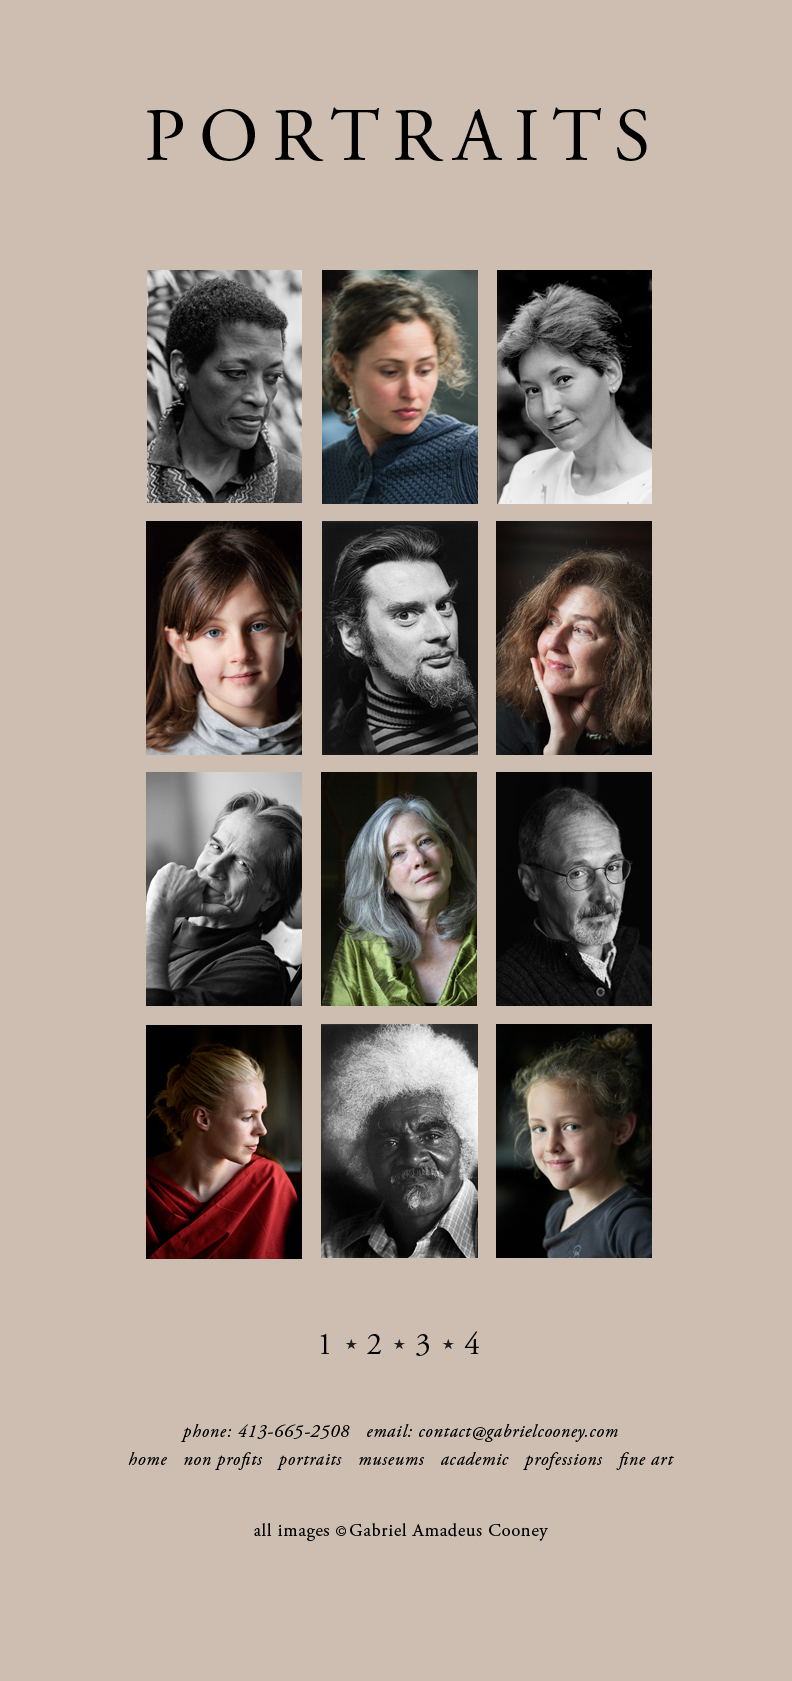 PORTRAITS
1 ★ 2 ★ 3 ★ 4
phone: 413-665-2508 email: contact@gabrielcooney.com
home non profits portraits museums academic professions fine art
all images ©Gabriel Amadeus Cooney